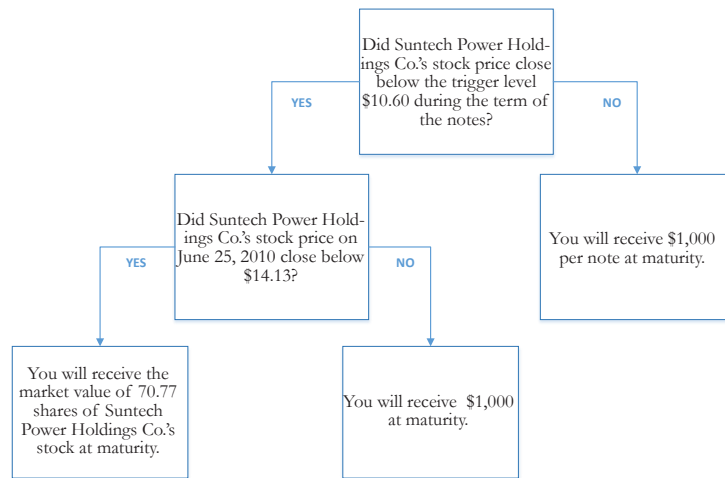 Did Suntech Power Hold-
ings Co.'s stock price close
below the trigger level
$10.60 during the term of
the notes?
YES
NO
Did Suntech Power Hold-
ings Co.'s stock price on
June 25, 2010 close below
$14.13?
You will receive $1,000
per note at maturity.
YES
NO
You will receive the
market value of 70.77
shares of Suntech
Power Holdings Co.'s
stock at maturity.
You will receive $1,000
at maturity.